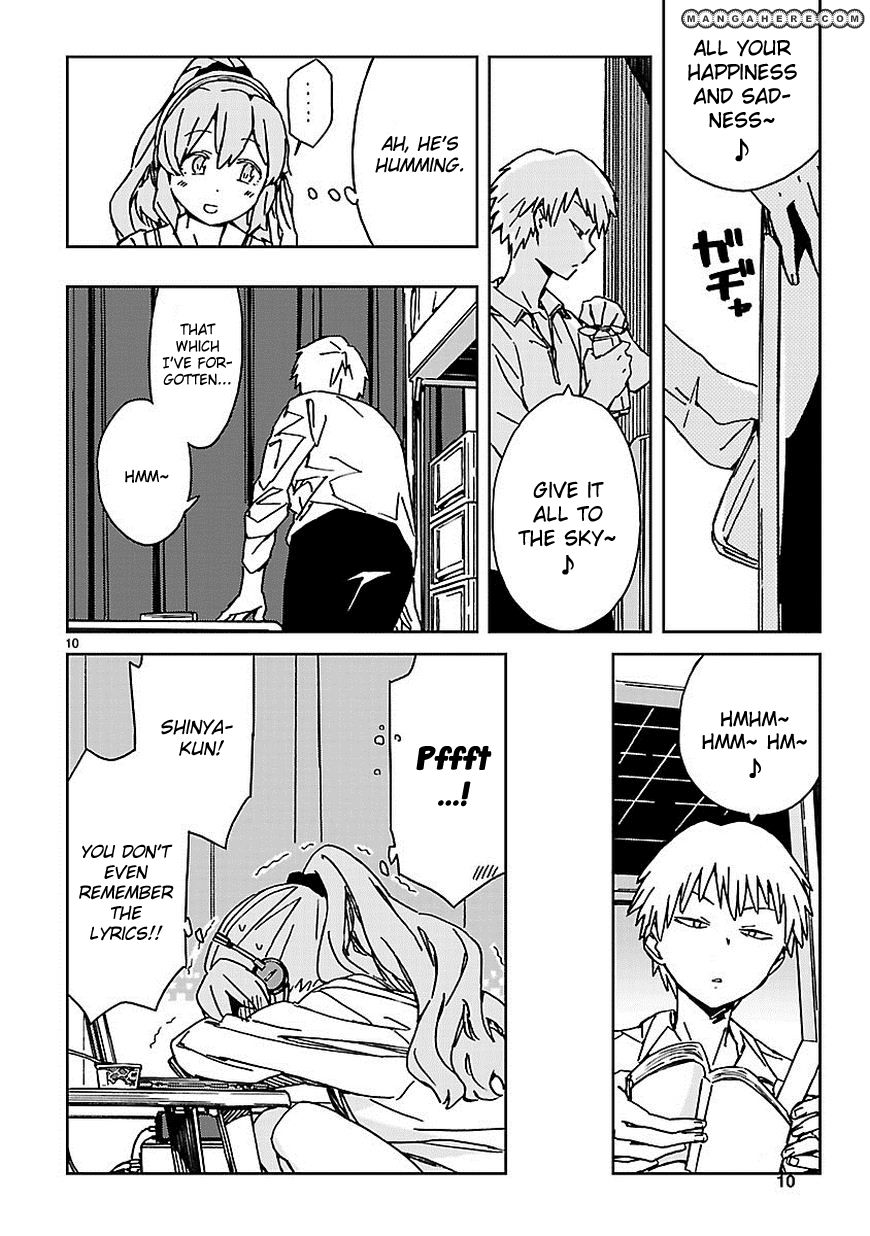 MANGAHERE.COM
ALL YOUR
HAPPINESS
AND SAD-
NESS~
♪
ガチャ
GIVE IT
ALL TO
THE SKY~
♪
AH, HE'S
HUMMING.
......
THAT
WHICH
I'VE FOR-
GOTTEN...
HMM~
HMHM~
HMM~ HM~
♪
Pffft
...!
SHINYA-
KUN!
YOU DON'T
EVEN
REMEMBER
THE
LYRICS!!
10
10